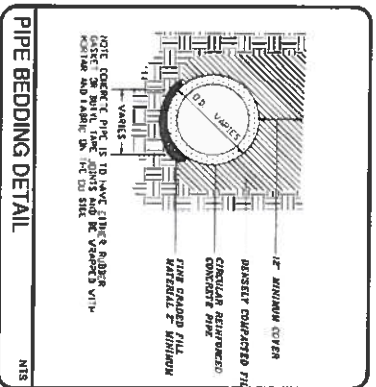 12" MINIMUM COVER
DENSELY COMPACTED FILL
CIRCULAR REINFORCED
CONCRETE PIPE
FINE GRADED FILL
MATERIAL 2" MINIMUM
O.D. VARIES
VARIES
NOTE CONCRETE PIPE IS TO HAVE EITHER RUBBER
GASKET OR BUTYL TAPE JOINTS AND BE WRAPPED WITH
MORTAR AND FABRIC ON THE OD SIDE
PIPE BEDDING DETAIL
NTS